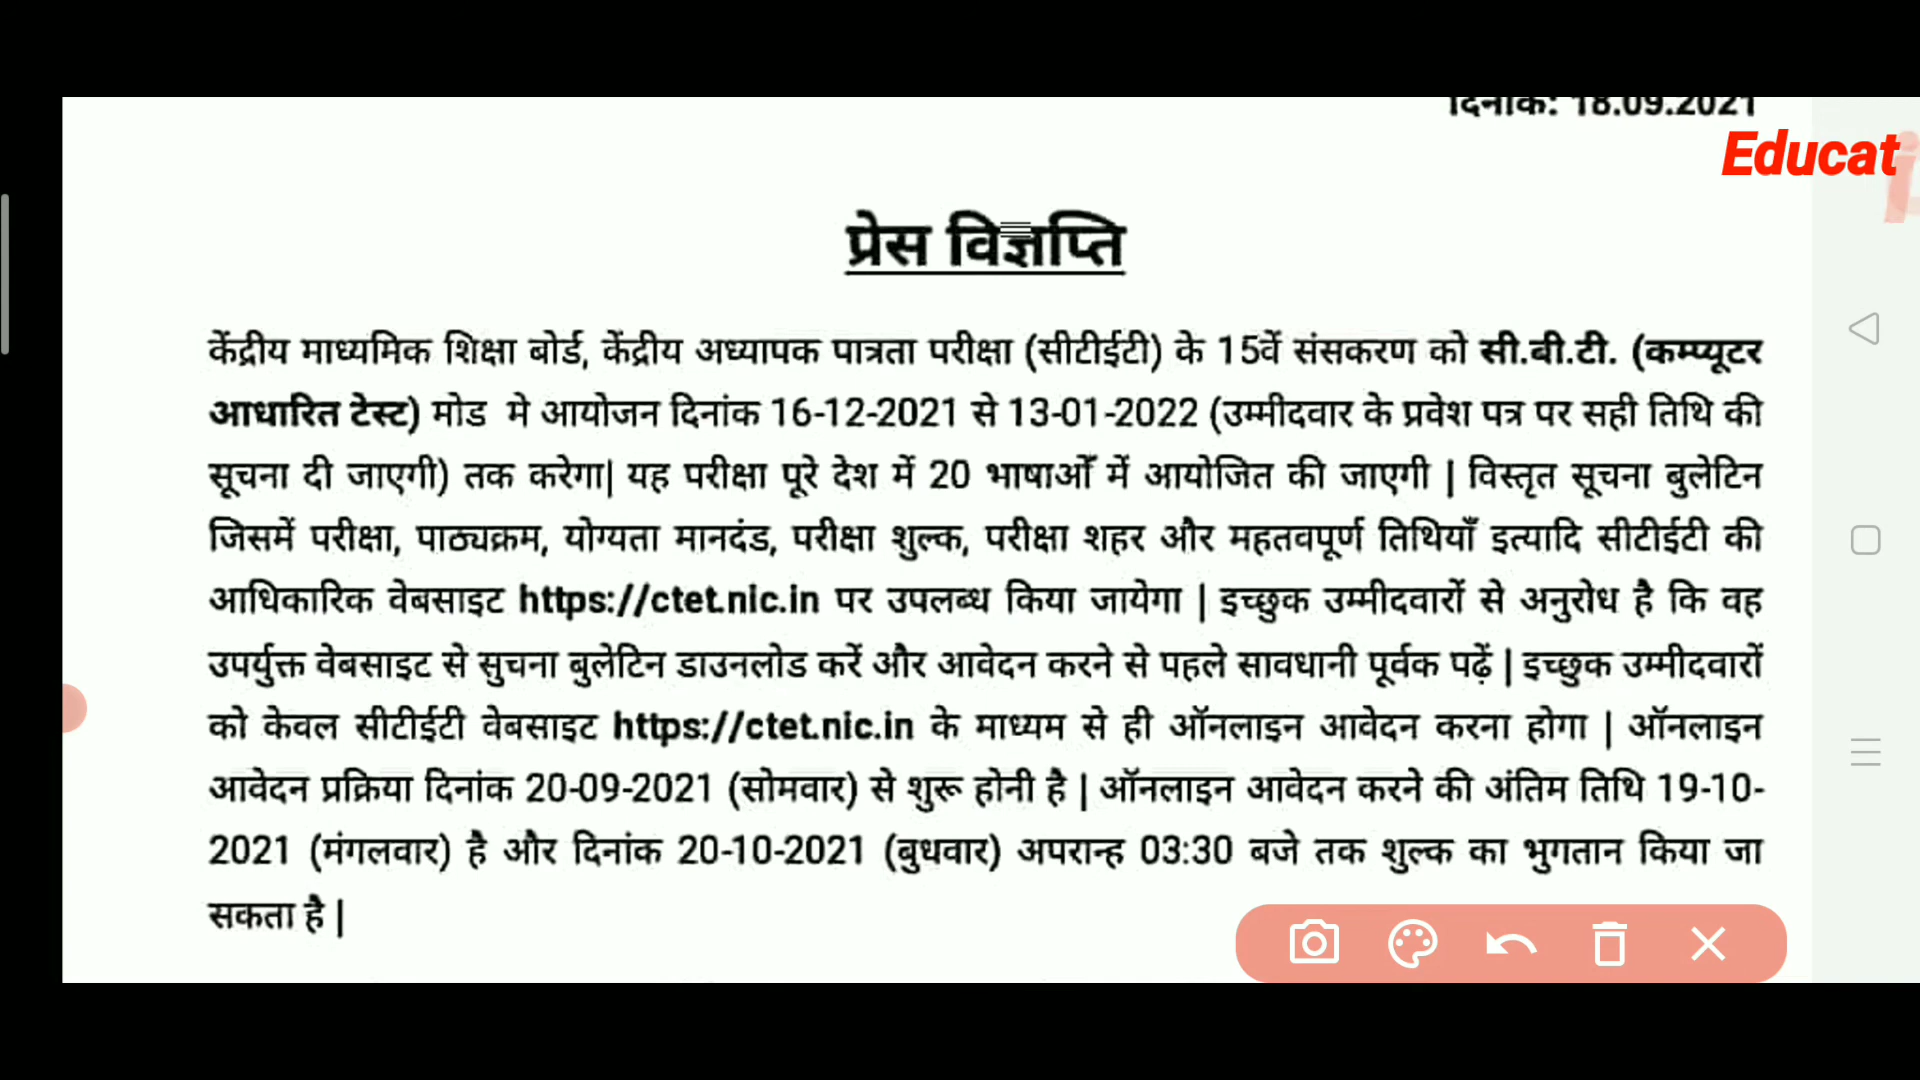 दिनांक: 18.09.2021
Educat
प्रेस विज्ञप्ति
केंद्रीय माध्यमिक शिक्षा बोर्ड, केंद्रीय अध्यापक पात्रता परीक्षा (सीटीईटी) के 15वें संसकरण को सी.बी.टी. (कम्प्यूटर
आधारित टेस्ट) मोड मे आयोजन दिनांक 16-12-2021 से 13-01-2022 (उम्मीदवार के प्रवेश पत्र पर सही तिथि की
सूचना दी जाएगी) तक करेगा| यह परीक्षा पूरे देश में 20 भाषाओँ में आयोजित की जाएगी | विस्तृत सूचना बुलेटिन
जिसमें परीक्षा, पाठ्यक्रम, योग्यता मानदंड, परीक्षा शुल्क, परीक्षा शहर और महतवपूर्ण तिथियाँ इत्यादि सीटीईटी की
आधिकारिक वेबसाइट https://ctet.nic.in पर उपलब्ध किया जायेगा | इच्छुक उम्मीदवारों से अनुरोध है कि वह
उपर्युक्त वेबसाइट से सुचना बुलेटिन डाउनलोड करें और आवेदन करने से पहले सावधानी पूर्वक पढ़ें | इच्छुक उम्मीदवारों
को केवल सीटीईटी वेबसाइट https://ctet.nic.in के माध्यम से ही ऑनलाइन आवेदन करना होगा | ऑनलाइन
आवेदन प्रक्रिया दिनांक 20-09-2021 (सोमवार) से शुरू होनी है | ऑनलाइन आवेदन करने की अंतिम तिथि 19-10-
2021 (मंगलवार) है और दिनांक 20-10-2021 (बुधवार) अपरान्ह 03:30 बजे तक शुल्क का भुगतान किया जा
सकता है |